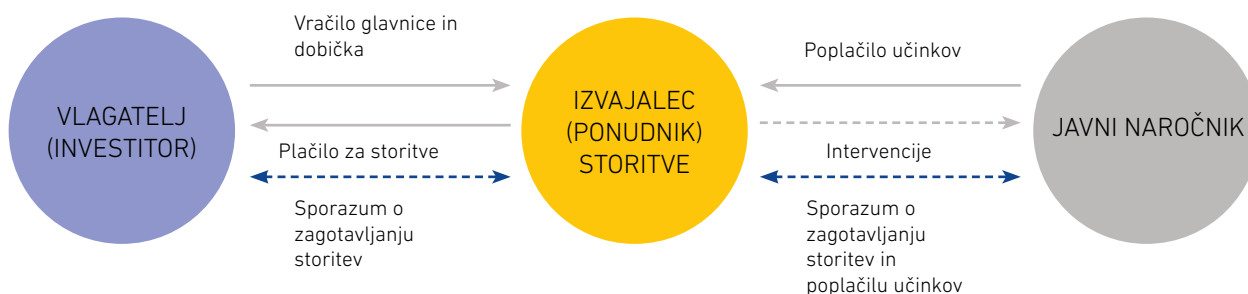 VLAGATELJ
(INVESTITOR)
Vračilo glavnice in
dobička
Plačilo za storitve
Sporazum o
zagotavljanju
storitev
IZVAJALEC
(PONUDNIK)
STORITVE
Poplačilo učinkov
Intervencije
Sporazum o
zagotavljanju
storitev in
poplačilu učinkov
JAVNI NAROČNIK